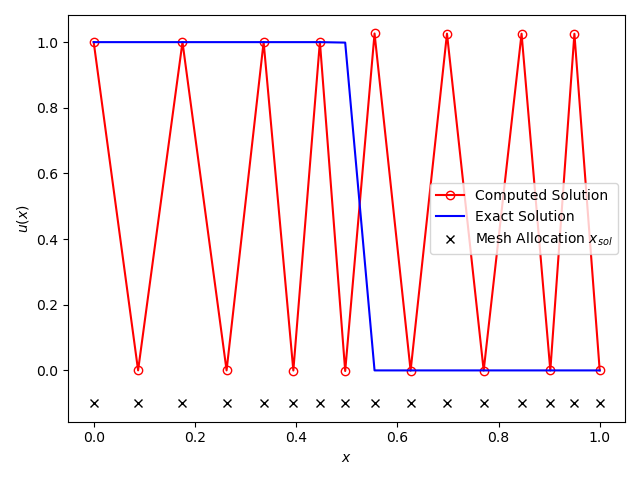 1.0
0.8
0.6
0.4
0.2
0.0
u(x)
Computed Solution
Exact Solution
Mesh Allocation x_sol
0.0 0.2 0.4 0.6 0.8 1.0
x